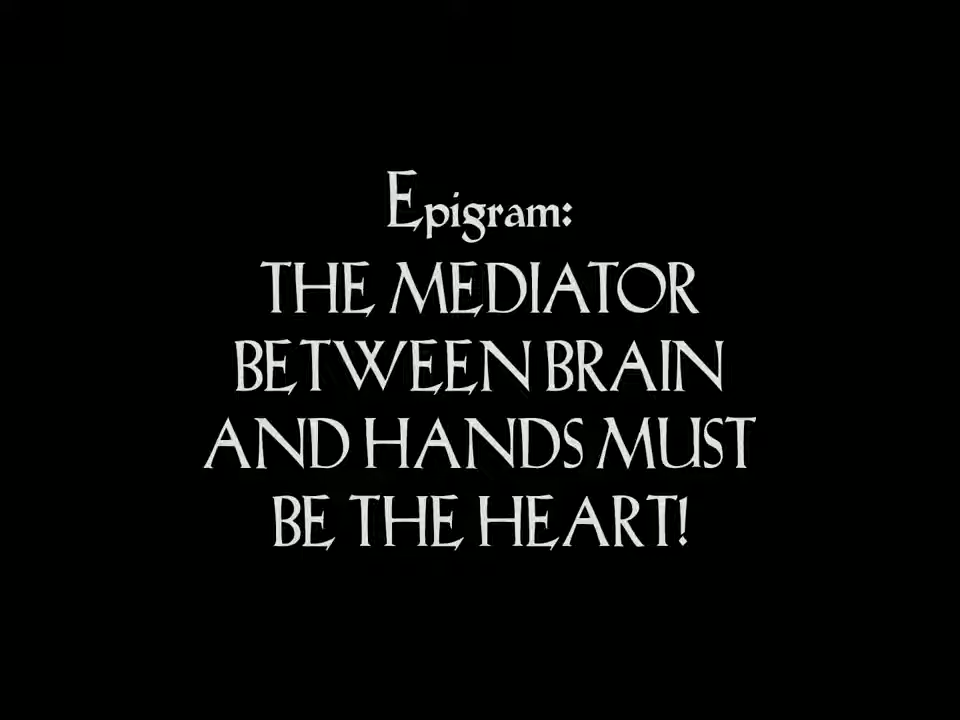 Epigram:
THE MEDIATOR
BETWEEN BRAIN
AND HANDS MUST
BE THE HEART!